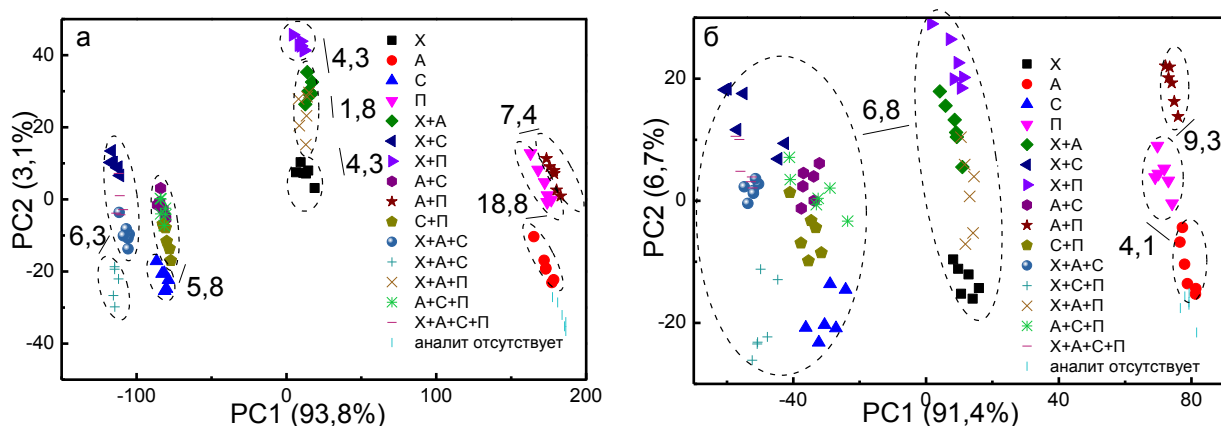 а
40
20
0
-20
-40
-100
0
100
200
PC2 (3,1%)
PC1 (93,8%)
4,3
1,8
4,3
7,4
18,8
6,3
5,8
Х
А
С
П
Х+А
Х+С
Х+П
А+С
А+П
С+П
Х+А+С
Х+С+П
Х+А+П
А+С+П
Х+А+С+П
аналит отсутствует
б
20
0
-20
-40
0
40
80
PC2 (6,7%)
PC1 (91,4%)
6,8
9,3
4,1
Х
А
С
П
Х+А
Х+С
Х+П
А+С
А+П
С+П
Х+А+С
Х+С+П
Х+А+П
А+С+П
Х+А+С+П
аналит отсутствует